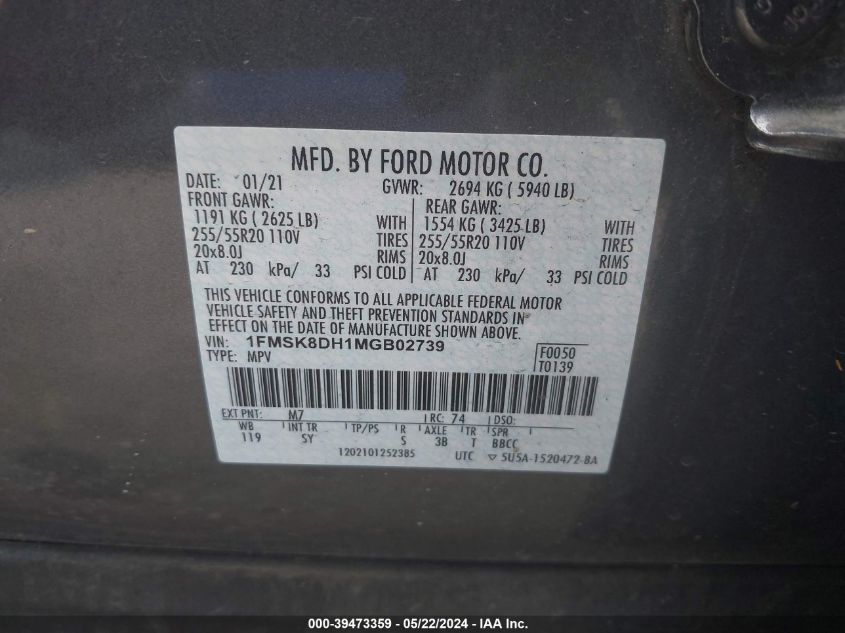 MFD. BY FORD MOTOR CO.
DATE: 01/21 GVWR: 2694 KG ( 5940 LB)
FRONT GAWR: REAR GAWR:
1191 KG ( 2625 LB) WITH 1554 KG ( 3425 LB) WITH
255/55R20 110V TIRES 255/55R20 110V TIRES
20x8.0J RIMS 20x8.0J RIMS
AT 230 kPa/ 33 PSI COLD AT 230 kPa/ 33 PSI COLD
THIS VEHICLE CONFORMS TO ALL APPLICABLE FEDERAL MOTOR
VEHICLE SAFETY AND THEFT PREVENTION STANDARDS IN
EFFECT ON THE DATE OF MANUFACTURE SHOWN ABOVE.
VIN: 1FMSK8DH1MGB02739 F0050
TYPE: MPV T0139
EXT PNT: M7 RC: 74 DSO:
WB INT TR TP/PS R AXLE TR SPR
119 SY S 3B T BBCC
1202101252385 UTC ▽ 5U5A-1520472-BA
000-39473359 - 05/22/2024 - IAAI.COM